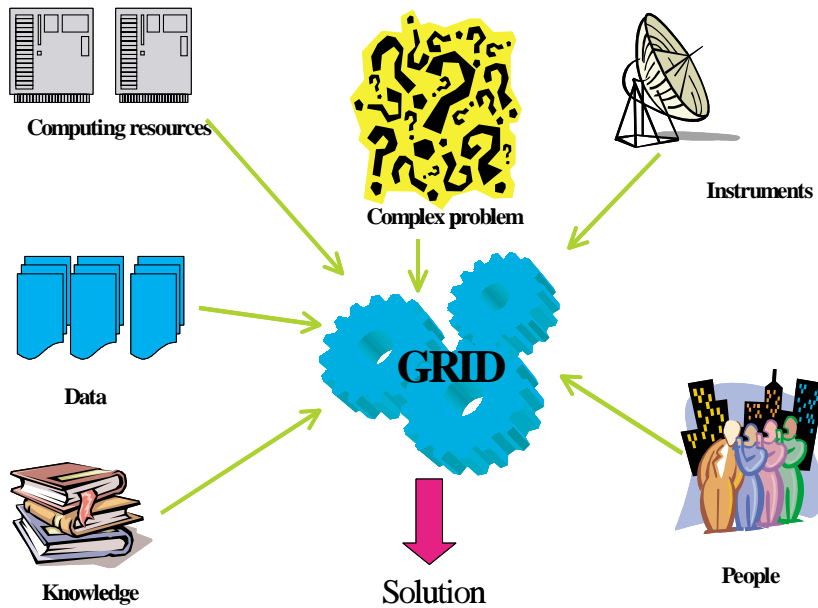 Computing resources
Complex problem
Instruments
Data
GRID
Knowledge
Solution
People